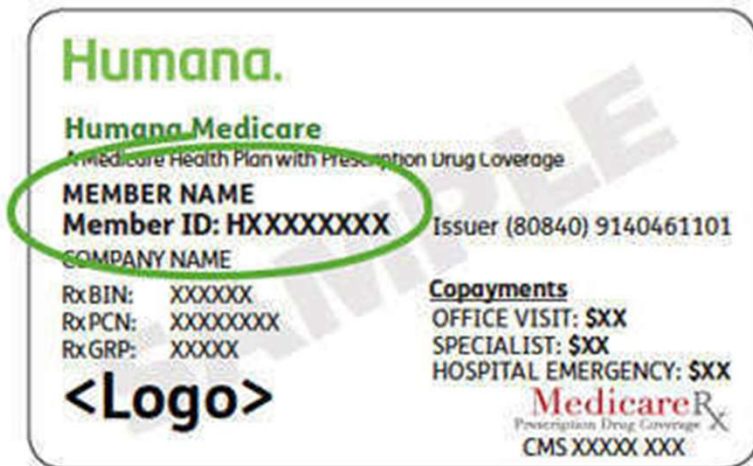 Humana.
Humana Medicare
A Medicare Health Plan with Prescription Drug Coverage
MEMBER NAME
Member ID: HXXXXXXXX Issuer (80840) 9140461101
COMPANY NAME
RxBIN: XXXXXX
RxPCN: XXXXXXXX
RxGRP: XXXXX
<Logo>
Copayments
OFFICE VISIT: $XX
SPECIALIST: $XX
HOSPITAL EMERGENCY: $XX
MedicareRx
Prescription Drug Coverage
CMS XXXXX XXX
SAMPLE